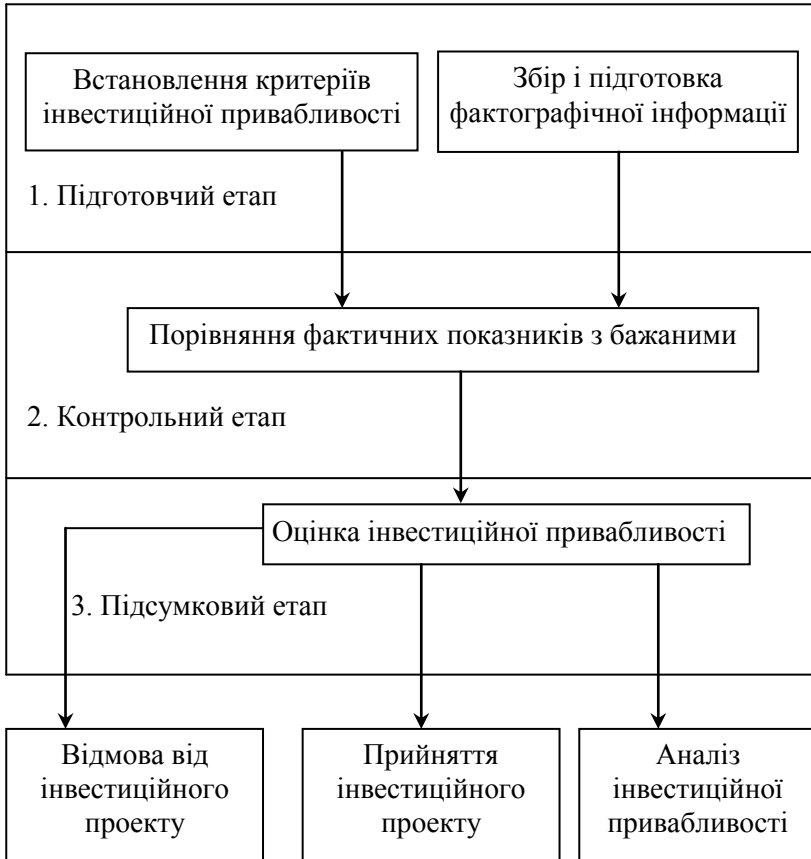 Встановлення критеріїв
інвестиційної привабливості
Збір і підготовка
фактографічної інформації
1. Підготовчий етап
Порівняння фактичних показників з бажаними
2. Контрольний етап
Оцінка інвестиційної привабливості
3. Підсумковий етап
Відмова від
інвестиційного
проекту
Прийняття
інвестиційного
проекту
Аналіз
інвестиційної
привабливості